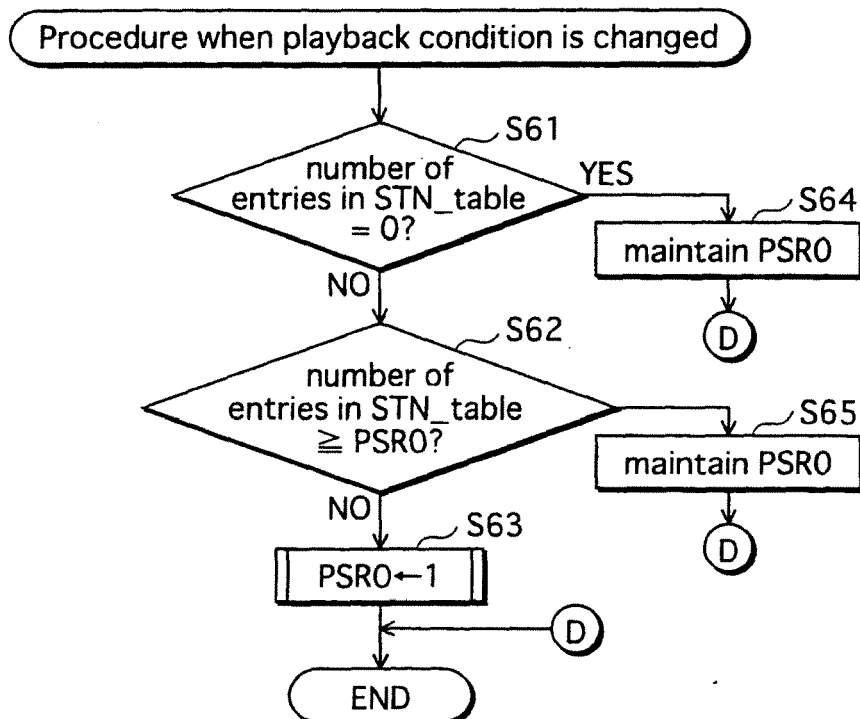 Procedure when playback condition is changed
S61
number of
entries in STN_table
= 0?
YES
S64
maintain PSR0
D
NO
S62
number of
entries in STN_table
≧ PSR0?
S65
maintain PSR0
D
NO
S63
PSR0←1
D
END